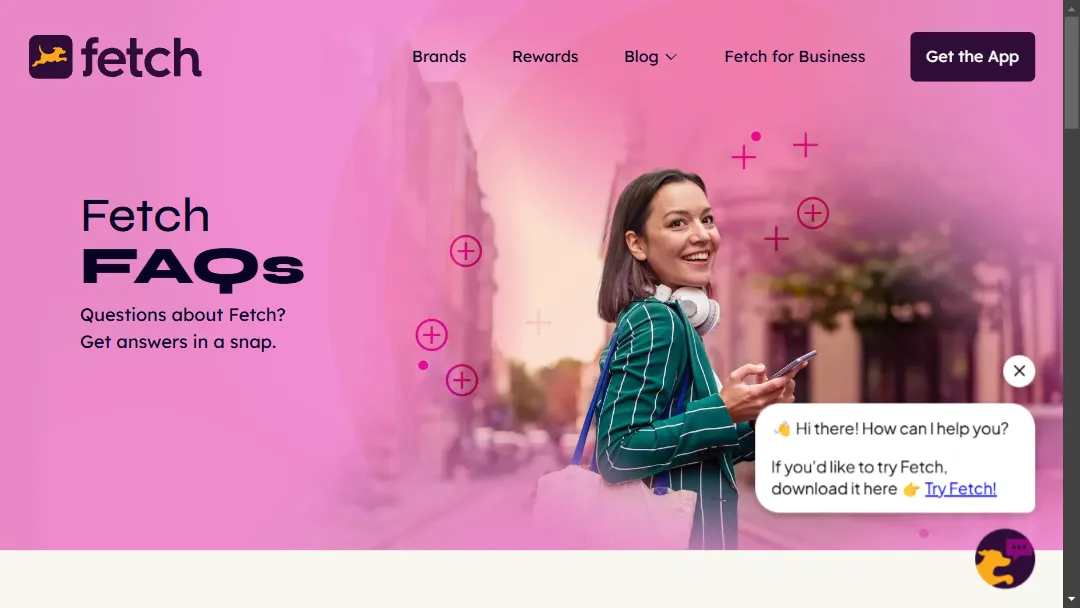 fetch
Brands
Rewards
Blog
Fetch for Business
Get the App
Fetch
FAQs
Questions about Fetch?
Get answers in a snap.
👋 Hi there! How can I help you?
If you'd like to try Fetch,
download it here 👉 Try Fetch!